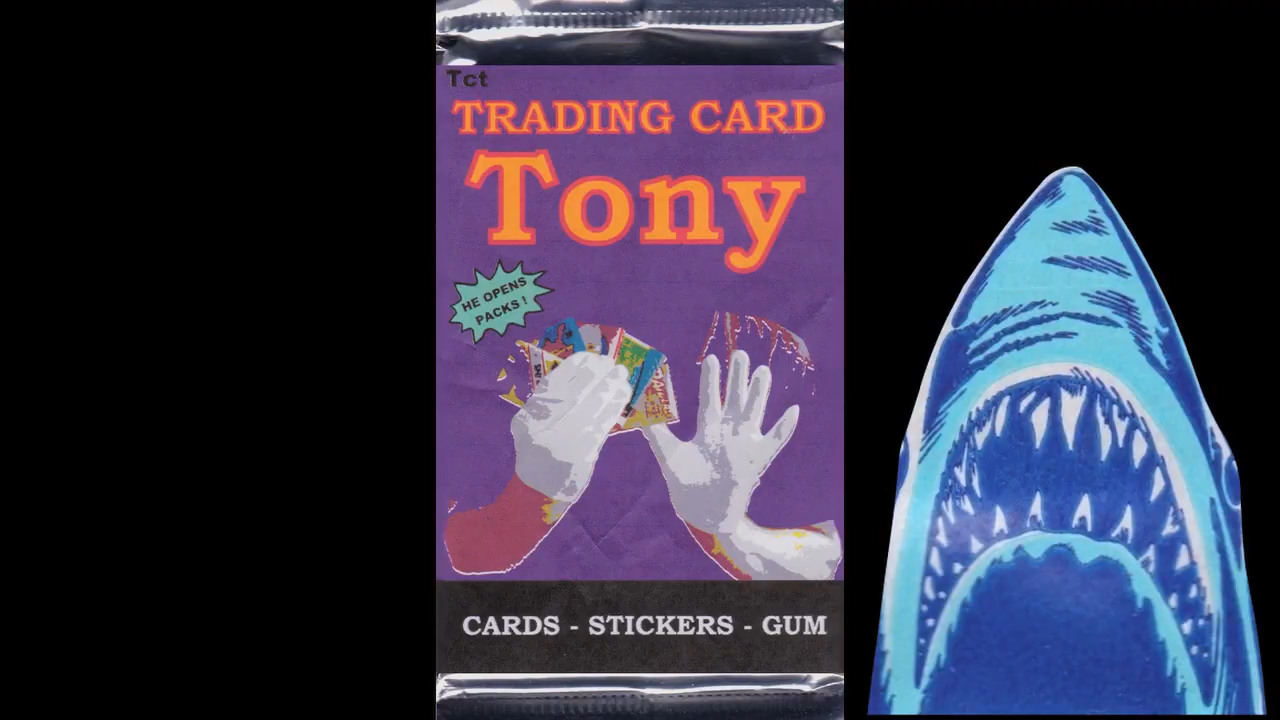 Tct
TRADING CARD
Tony
HE OPENS
PACKS !
CARDS - STICKERS - GUM